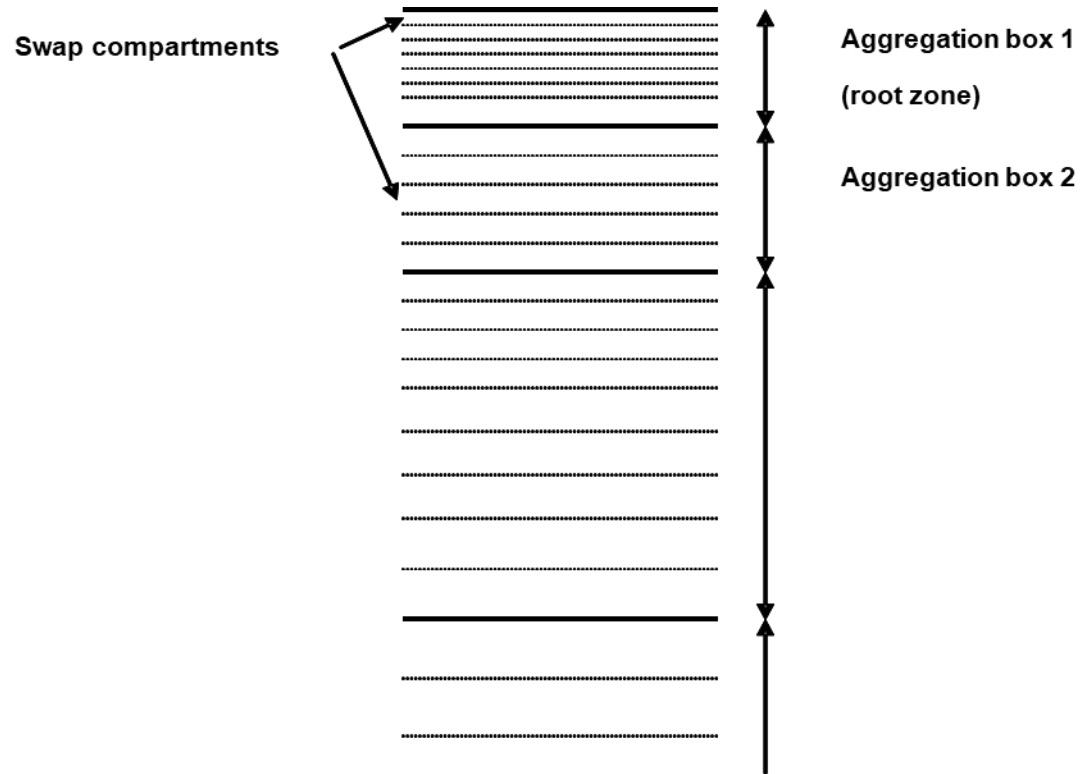 Swap compartments
Aggregation box 1
(root zone)
Aggregation box 2